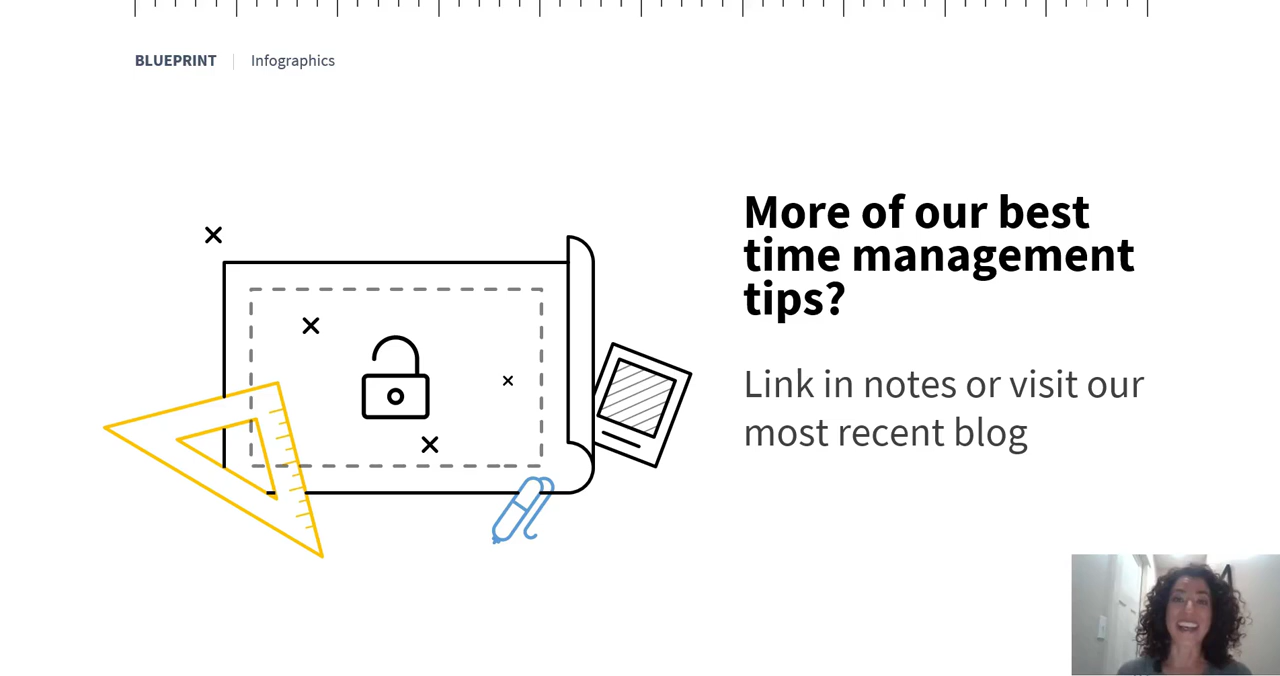 BLUEPRINT Infographics
More of our best
time management
tips?
Link in notes or visit our
most recent blog